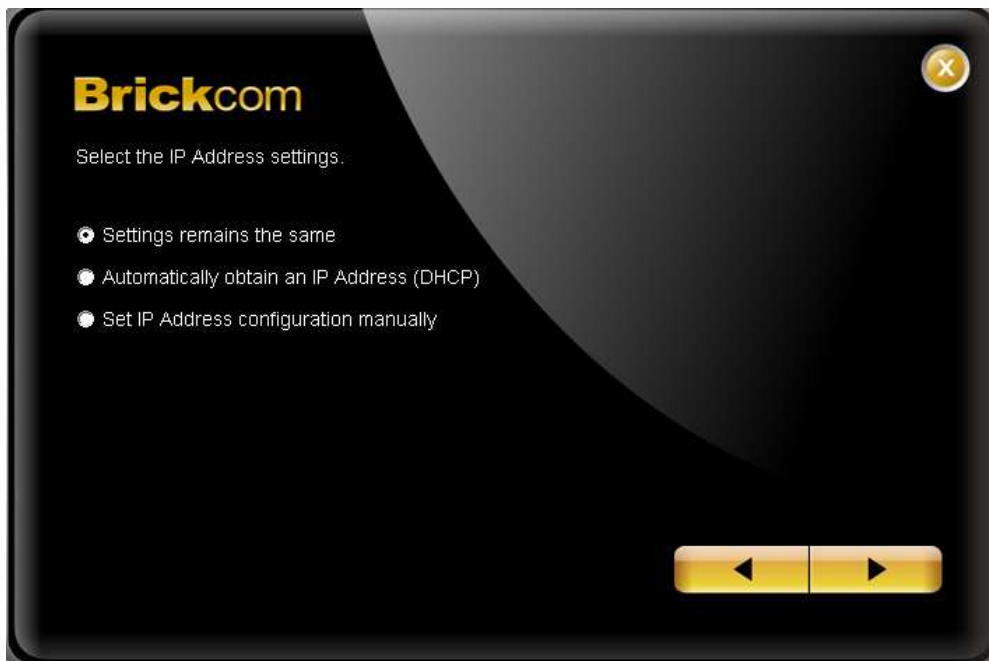 Brickcom
X
Select the IP Address settings.
Settings remains the same
Automatically obtain an IP Address (DHCP)
Set IP Address configuration manually